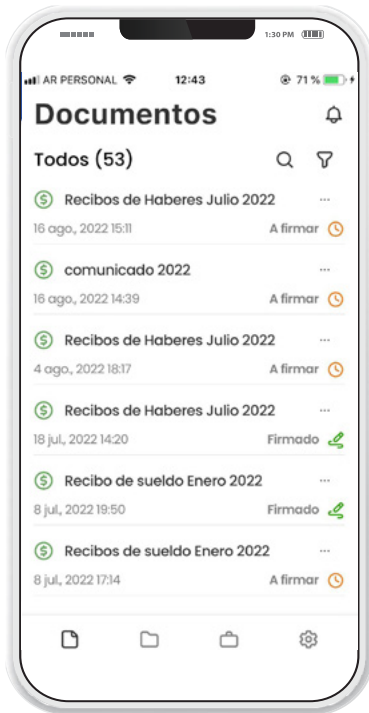 1:30 PM
AR PERSONAL 12:43 71 %
Documentos
Todos (53)
Recibos de Haberes Julio 2022
16 ago., 2022 15:11 A firmar
comunicado 2022
16 ago., 2022 14:39 A firmar
Recibos de Haberes Julio 2022
4 ago., 2022 18:17 A firmar
Recibos de Haberes Julio 2022
18 jul., 2022 14:20 Firmado
Recibo de sueldo Enero 2022
8 jul., 2022 19:50 Firmado
Recibos de sueldo Enero 2022
8 jul., 2022 17:14 A firmar